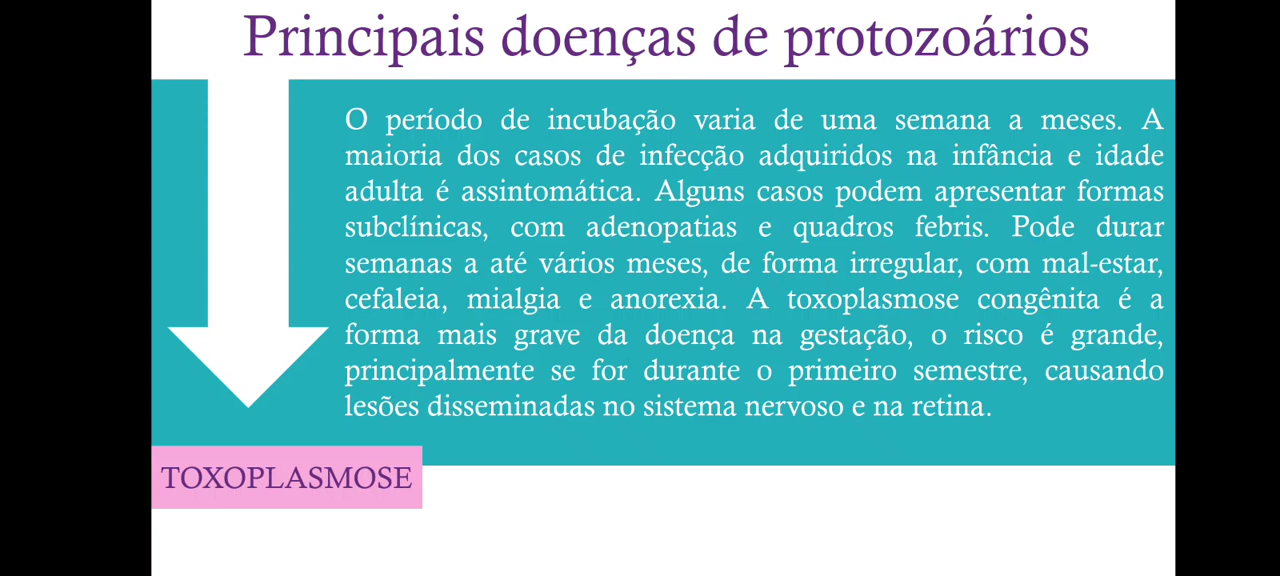 Principais doenças de protozoários
O período de incubação varia de uma semana a meses. A
maioria dos casos de infecção adquiridos na infância e idade
adulta é assintomática. Alguns casos podem apresentar formas
subclínicas, com adenopatias e quadros febris. Pode durar
semanas a até vários meses, de forma irregular, com mal-estar,
cefaleia, mialgia e anorexia. A toxoplasmose congênita é a
forma mais grave da doença na gestação, o risco é grande,
principalmente se for durante o primeiro semestre, causando
lesões disseminadas no sistema nervoso e na retina.
TOXOPLASMOSE